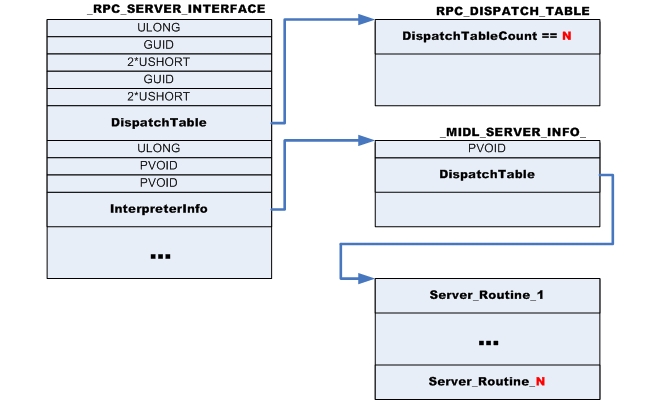 _RPC_SERVER_INTERFACE
ULONG
GUID
2*USHORT
GUID
2*USHORT
DispatchTable
ULONG
PVOID
PVOID
InterpreterInfo
...
RPC_DISPATCH_TABLE
DispatchTableCount == N
_MIDL_SERVER_INFO_
PVOID
DispatchTable
Server_Routine_1
...
Server_Routine_N